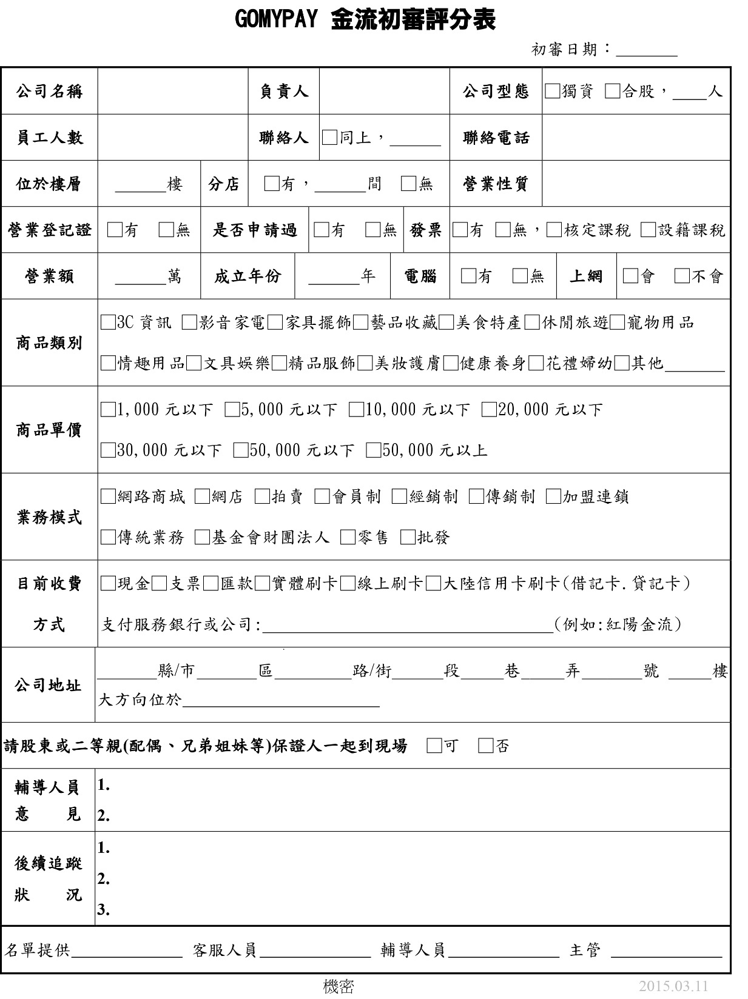 GOMYPAY 金流初審評分表
初審日期：_______
公司名稱 負責人 公司型態 □獨資 □合股，____人
員工人數 聯絡人 □同上，______ 聯絡電話
位於樓層 ______樓 分店 □有，______間 □無 營業性質
營業登記證 □有 □無 是否申請過 □有 □無 發票 □有 □無，□核定課稅 □設籍課稅
營業額 ______萬 成立年份 ______年 電腦 □有 □無 上網 □會 □不會
商品類別
□3C 資訊 □影音家電□家具擺飾□藝品收藏□美食特產□休閒旅遊□寵物用品
□情趣用品□文具娛樂□精品服飾□美妝護膚□健康養身□花禮婦幼□其他_______
商品單價
□1,000 元以下 □5,000 元以下 □10,000 元以下 □20,000 元以下
□30,000 元以下 □50,000 元以下 □50,000 元以上
業務模式
□網路商城 □網店 □拍賣 □會員制 □經銷制 □傳銷制 □加盟連鎖
□傳統業務 □基金會財團法人 □零售 □批發
目前收費
方式
□現金□支票□匯款□實體刷卡□線上刷卡□大陸信用卡刷卡(借記卡.貸記卡)
支付服務銀行或公司:__________________________________(例如:紅陽金流)
公司地址
_______縣/市_______區_________路/街______段_____巷_____弄_______號 _____樓
大方向位於_______________________
請股東或二等親(配偶、兄弟姐妹等)保證人一起到現場 □可 □否
輔導人員
意 見
1.
2.
後續追蹤
狀 況
1.
2.
3.
名單提供_____________ 客服人員_____________ 輔導人員_____________ 主管 _____________
機密
2015.03.11